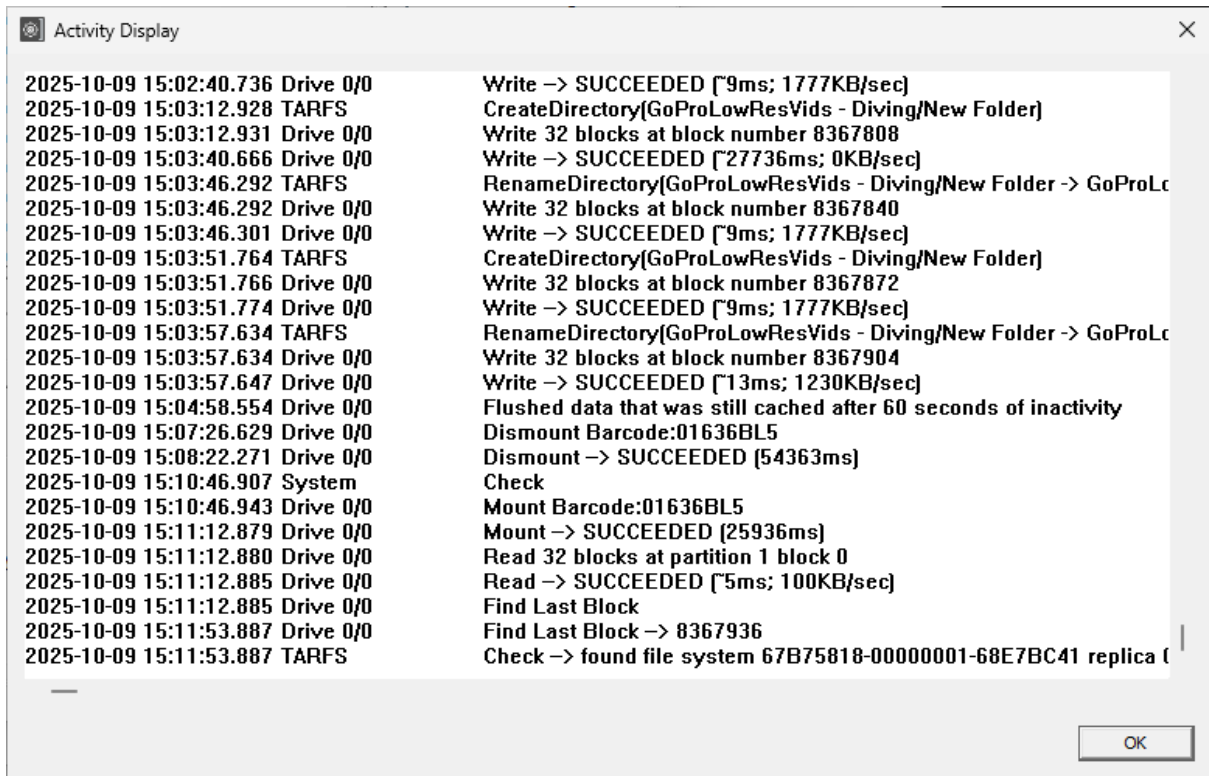 Activity Display
2025-10-09 15:02:40.736 Drive 0/0 Write --> SUCCEEDED (~9ms; 1777KB/sec)
2025-10-09 15:03:12.928 TARFS CreateDirectory(GoProLowResVids - Diving/New Folder)
2025-10-09 15:03:12.931 Drive 0/0 Write 32 blocks at block number 8367808
2025-10-09 15:03:40.666 Drive 0/0 Write --> SUCCEEDED (~27736ms; 0KB/sec)
2025-10-09 15:03:46.292 TARFS RenameDirectory(GoProLowResVids - Diving/New Folder -> GoProLo
2025-10-09 15:03:46.292 Drive 0/0 Write 32 blocks at block number 8367840
2025-10-09 15:03:46.301 Drive 0/0 Write --> SUCCEEDED (~9ms; 1777KB/sec)
2025-10-09 15:03:51.764 TARFS CreateDirectory(GoProLowResVids - Diving/New Folder)
2025-10-09 15:03:51.766 Drive 0/0 Write 32 blocks at block number 8367872
2025-10-09 15:03:51.774 Drive 0/0 Write --> SUCCEEDED (~9ms; 1777KB/sec)
2025-10-09 15:03:57.634 TARFS RenameDirectory(GoProLowResVids - Diving/New Folder -> GoProLo
2025-10-09 15:03:57.634 Drive 0/0 Write 32 blocks at block number 8367904
2025-10-09 15:03:57.647 Drive 0/0 Write --> SUCCEEDED (~13ms; 1230KB/sec)
2025-10-09 15:04:58.554 Drive 0/0 Flushed data that was still cached after 60 seconds of inactivity
2025-10-09 15:07:26.629 Drive 0/0 Dismount Barcode:01636BL5
2025-10-09 15:08:22.271 Drive 0/0 Dismount --> SUCCEEDED (54363ms)
2025-10-09 15:10:46.907 System Check
2025-10-09 15:10:46.943 Drive 0/0 Mount Barcode:01636BL5
2025-10-09 15:11:12.879 Drive 0/0 Mount --> SUCCEEDED (25936ms)
2025-10-09 15:11:12.880 Drive 0/0 Read 32 blocks at partition 1 block 0
2025-10-09 15:11:12.885 Drive 0/0 Read --> SUCCEEDED (~5ms; 100KB/sec)
2025-10-09 15:11:12.885 Drive 0/0 Find Last Block
2025-10-09 15:11:53.887 Drive 0/0 Find Last Block --> 8367936
2025-10-09 15:11:53.887 TARFS Check --> found file system 67B75818-00000001-68E7BC41 replica
OK